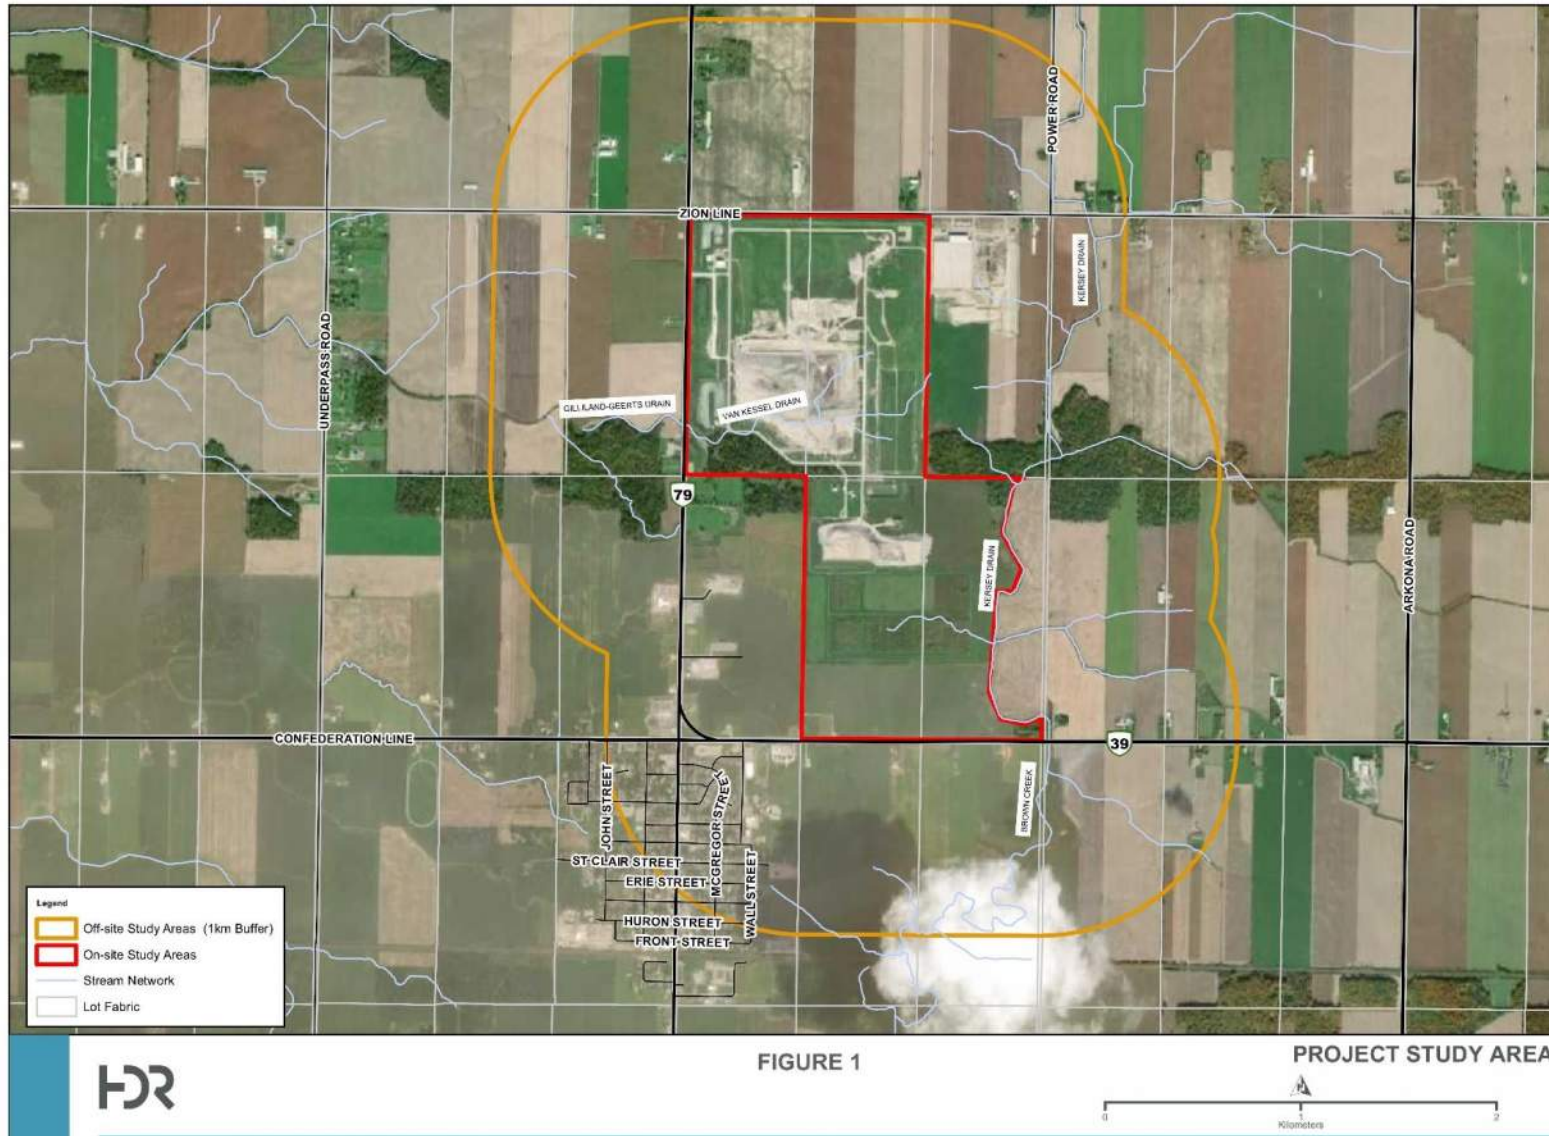 POWER ROAD
ZION LINE
KERSEY DRAIN
UNDERPASS ROAD
GILLILAND-GEERTS DRAIN
VAN KESSEL DRAIN
79
KERSEY DRAIN
ARKONA ROAD
CONFEDERATION LINE
39
JOHN STREET
MCGREGOR STREET
BROWN CREEK
ST CLAIR STREET
ERIE STREET
WALL STREET
HURON STREET
FRONT STREET
Legend
Off-site Study Areas (1km Buffer)
On-site Study Areas
Stream Network
Lot Fabric
FIGURE 1
PROJECT STUDY AREA
HDR
0 1 2
Kilometers